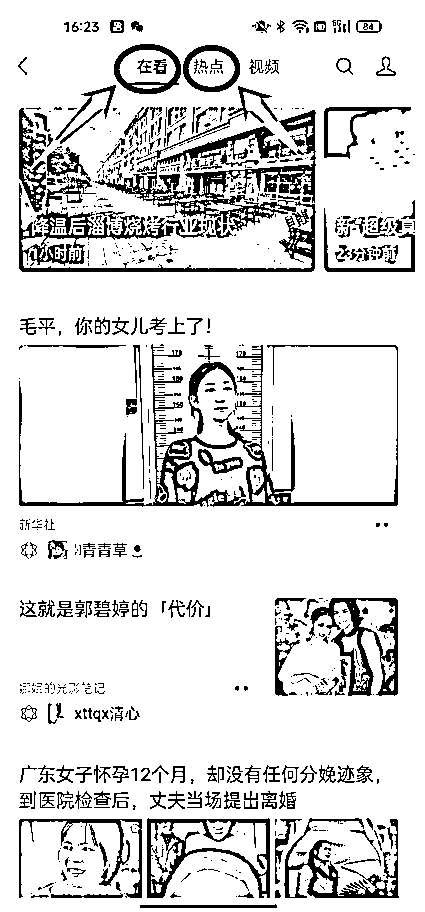 16:23
84
在看 热点 视频
降温后淄博烧烤行业现状
1小时前
23分钟前
毛平，你的女儿考上了！
新华社
青青草
这就是郭碧婷的「代价」
的光影笔记
xttqx清心
广东女子怀孕12个月，却没有任何分娩迹象，
到医院检查后，丈夫当场提出离婚